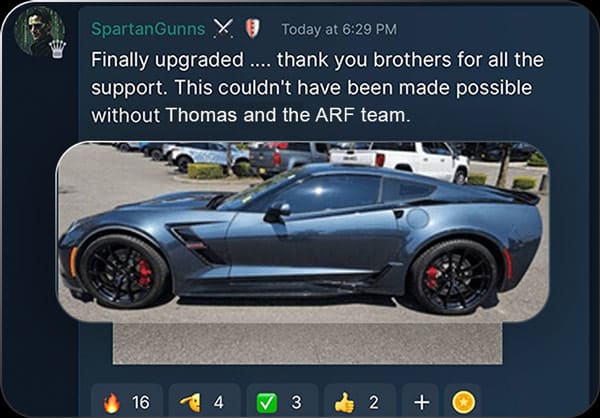 SpartanGunns Today at 6:29 PM
Finally upgraded .... thank you brothers for all the
support. This couldn't have been made possible
without Thomas and the ARF team.
16 4 3 2 +